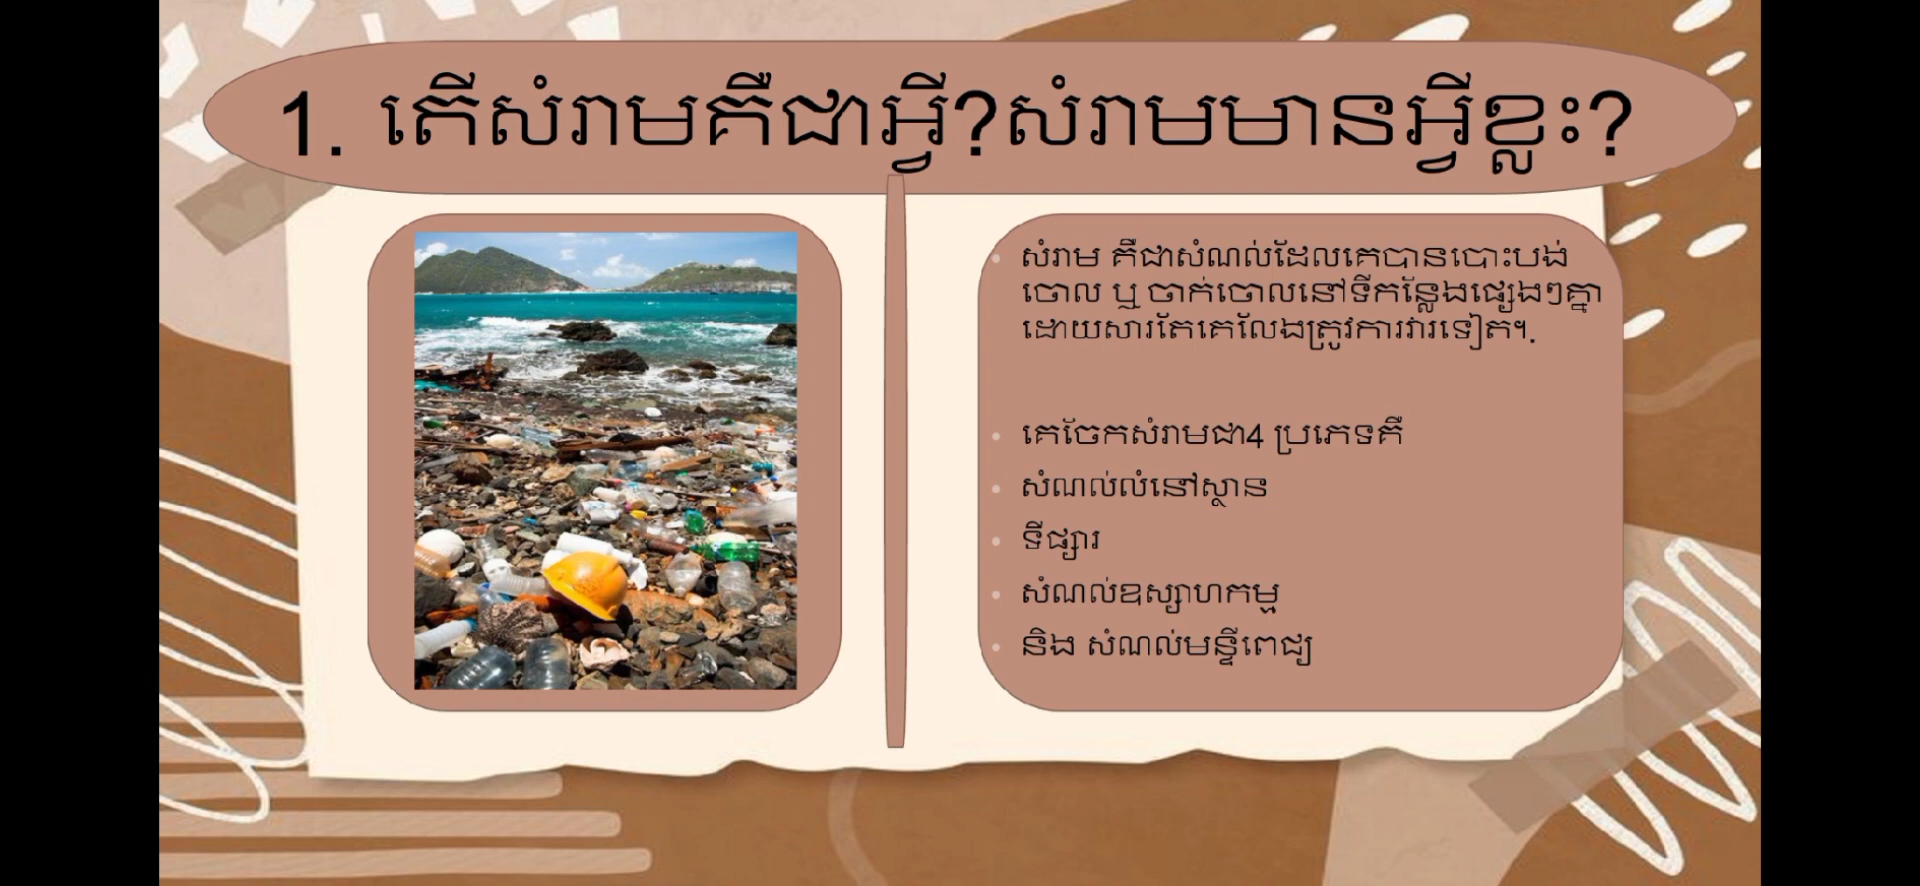 1. តើសំរាមគឺជាអ្វី?សំរាមមានអ្វីខ្លះ?
សំរាម គឺជាសំណល់ដែលគេបានបោះបង់
ចោល ឬ ចាក់ចោលនៅទីកន្លែងផ្សេងៗគ្នា
ដោយសារតែគេលែងត្រូវការវារទៀត។.
គេចែកសំរាមជា4 ប្រភេទគឺ
សំណល់លំនៅស្ថាន
ទីផ្សារ
សំណល់ឧស្សាហកម្ម
និង សំណល់មន្ទីពេជ្យ